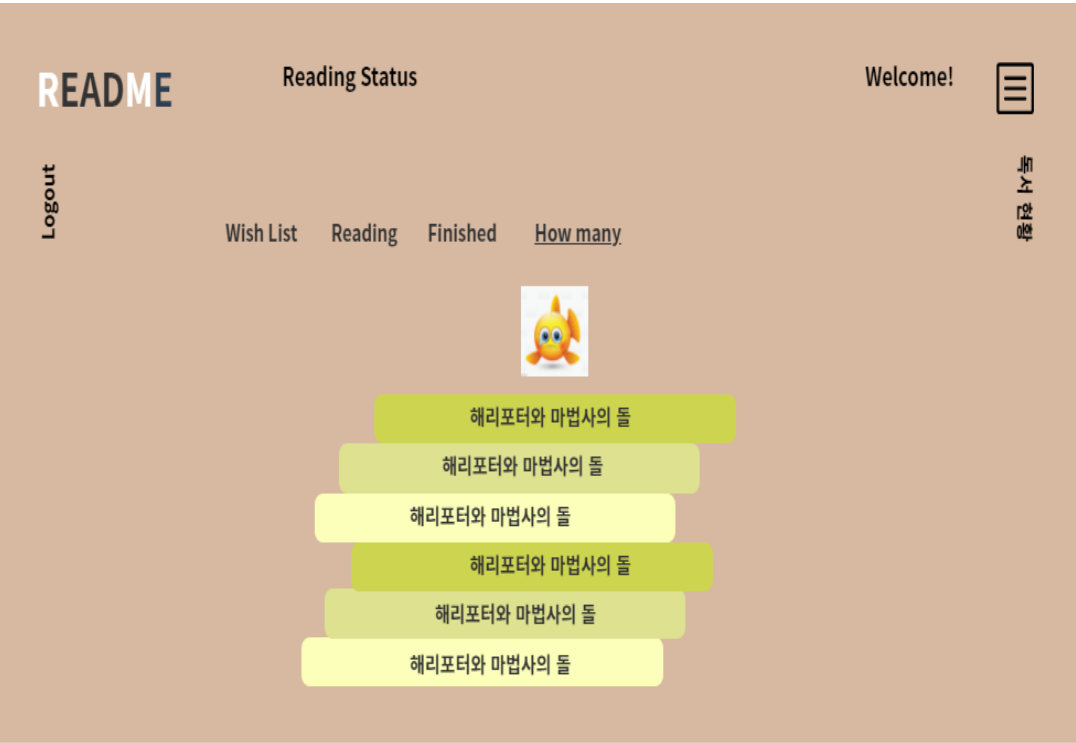 README
Reading Status
Welcome!
Logout
독서 현황
Wish List Reading Finished How many
해리포터와 마법사의 돌
해리포터와 마법사의 돌
해리포터와 마법사의 돌
해리포터와 마법사의 돌
해리포터와 마법사의 돌
해리포터와 마법사의 돌